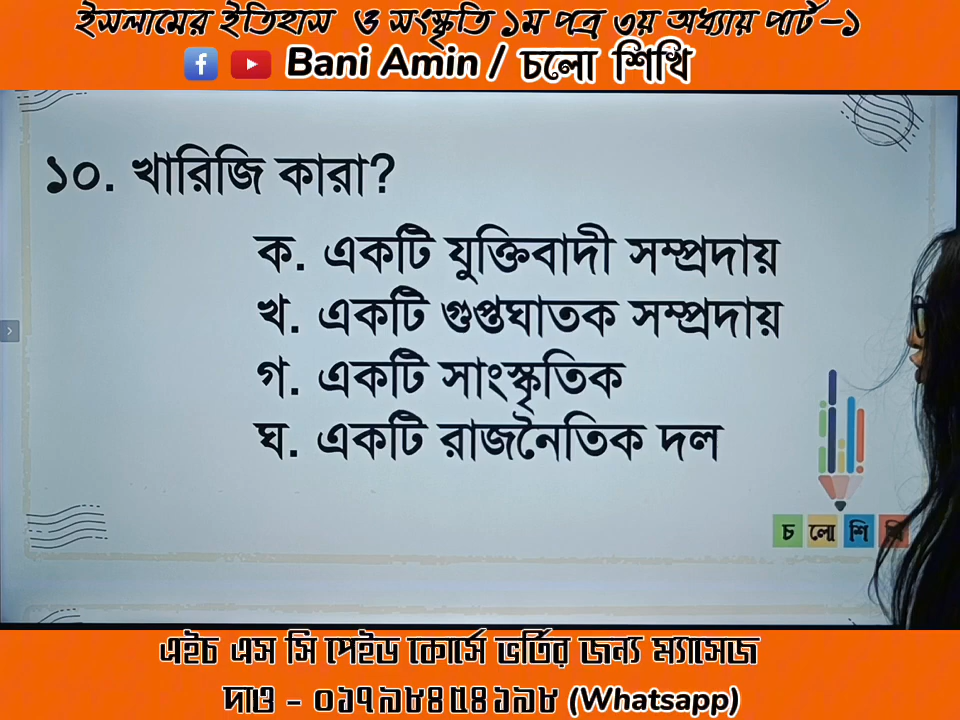 ইসলামের ইতিহাস ও সংস্কৃতি ১ম পত্র ৩য় অধ্যায় পার্ট -১
Bani Amin / চলো শিখি
১০. খারিজি কারা?
ক. একটি যুক্তিবাদী সম্প্রদায়
খ. একটি গুপ্তঘাতক সম্প্রদায়
গ. একটি সাংস্কৃতিক
ঘ. একটি রাজনৈতিক দল
চ লো শি খি
এইচ এস সি পেইড কোর্সে ভর্তির জন্য ম্যাসেজ
দাও - ০১৭৯৮৪৫৪১৯৮ (Whatsapp)